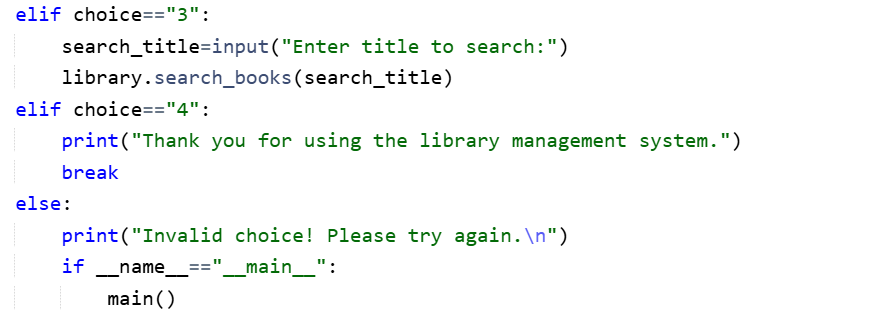 elif choice=="3":
    search_title=input("Enter title to search:")
    library.search_books(search_title)
elif choice=="4":
    print("Thank you for using the library management system.")
    break
else:
    print("Invalid choice! Please try again.\n")
    if __name__=="__main__":
        main()